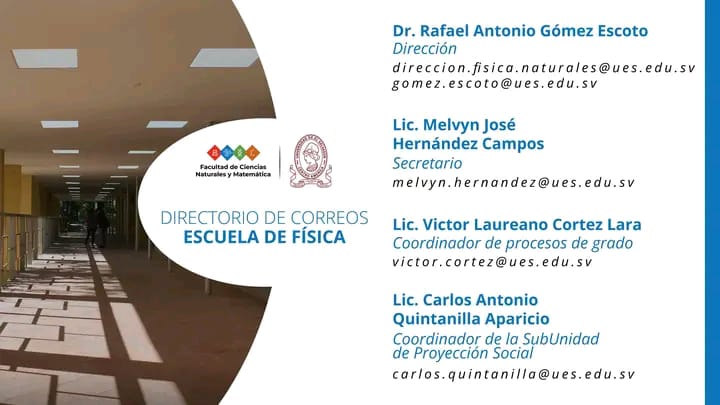 Facultad de Ciencias
Naturales y Matemática
DIRECTORIO DE CORREOS
ESCUELA DE FÍSICA
Dr. Rafael Antonio Gómez Escoto
Dirección
direccion.fisica.naturales@ues.edu.sv
gomez.escoto@ues.edu.sv
Lic. Melvyn José
Hernández Campos
Secretario
melvyn.hernandez@ues.edu.sv
Lic. Victor Laureano Cortez Lara
Coordinador de procesos de grado
victor.cortez@ues.edu.sv
Lic. Carlos Antonio
Quintanilla Aparicio
Coordinador de la SubUnidad
de Proyección Social
carlos.quintanilla@ues.edu.sv